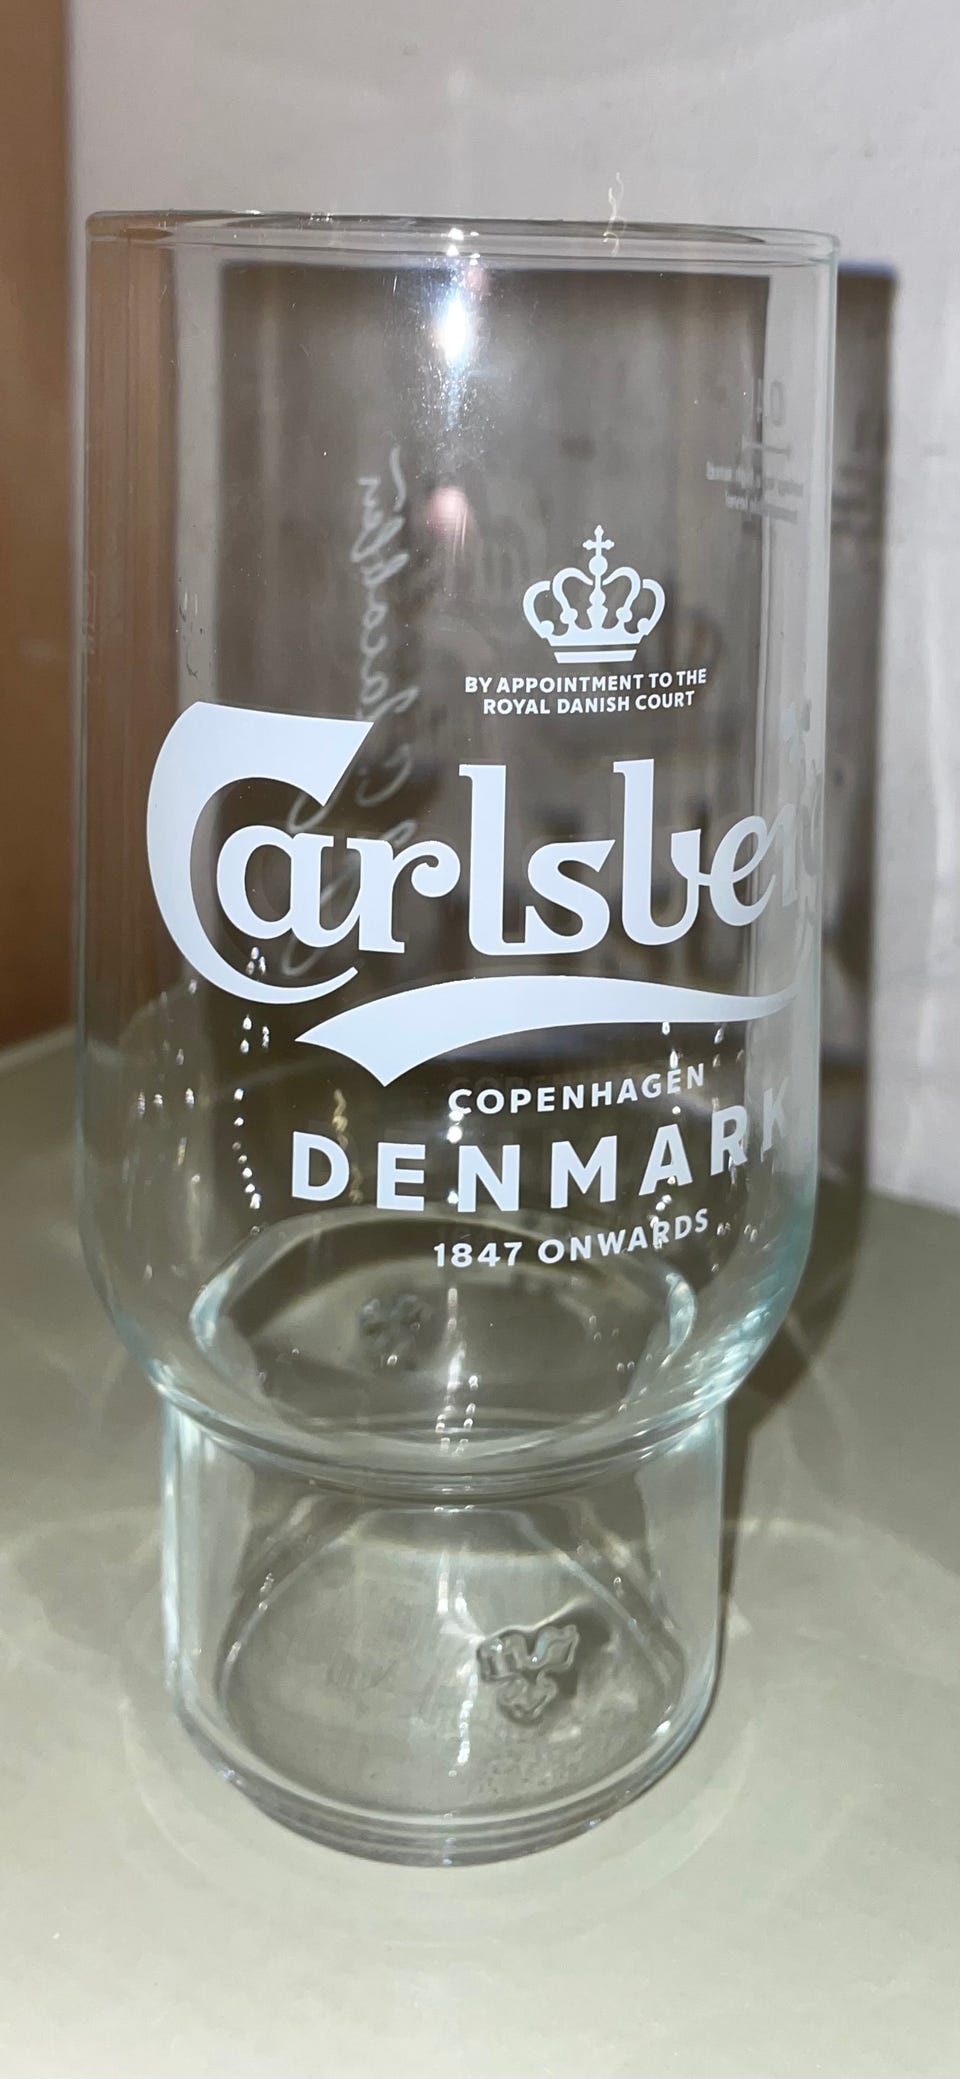 BY APPOINTMENT TO THE
ROYAL DANISH COURT
Carlsberg
COPENHAGEN
DENMARK
1847 ONWARDS